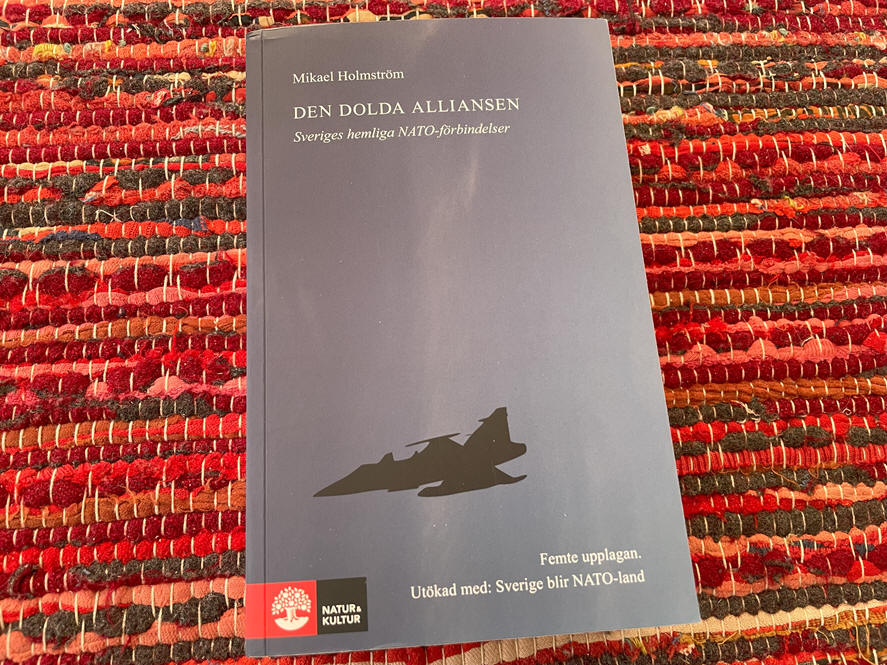 Mikael Holmström
DEN DOLDA ALLIANSEN
Sveriges hemliga NATO-förbindelser
Femte upplagan.
Utökad med: Sverige blir NATO-land
NATUR&
KULTUR